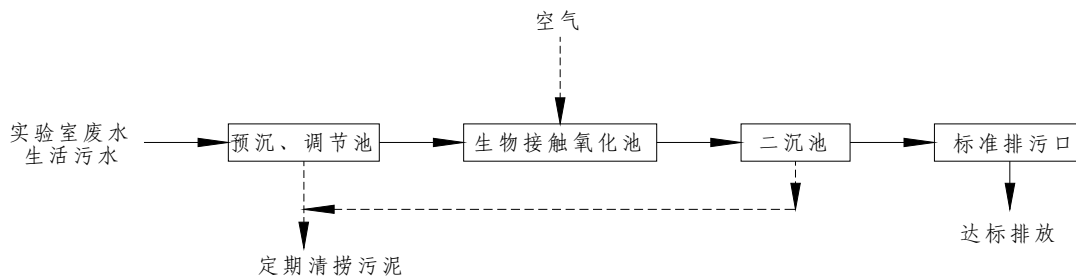 空气
实验室废水
生活污水
预沉、调节池
生物接触氧化池
二沉池
标准排污口
达标排放
定期清捞污泥